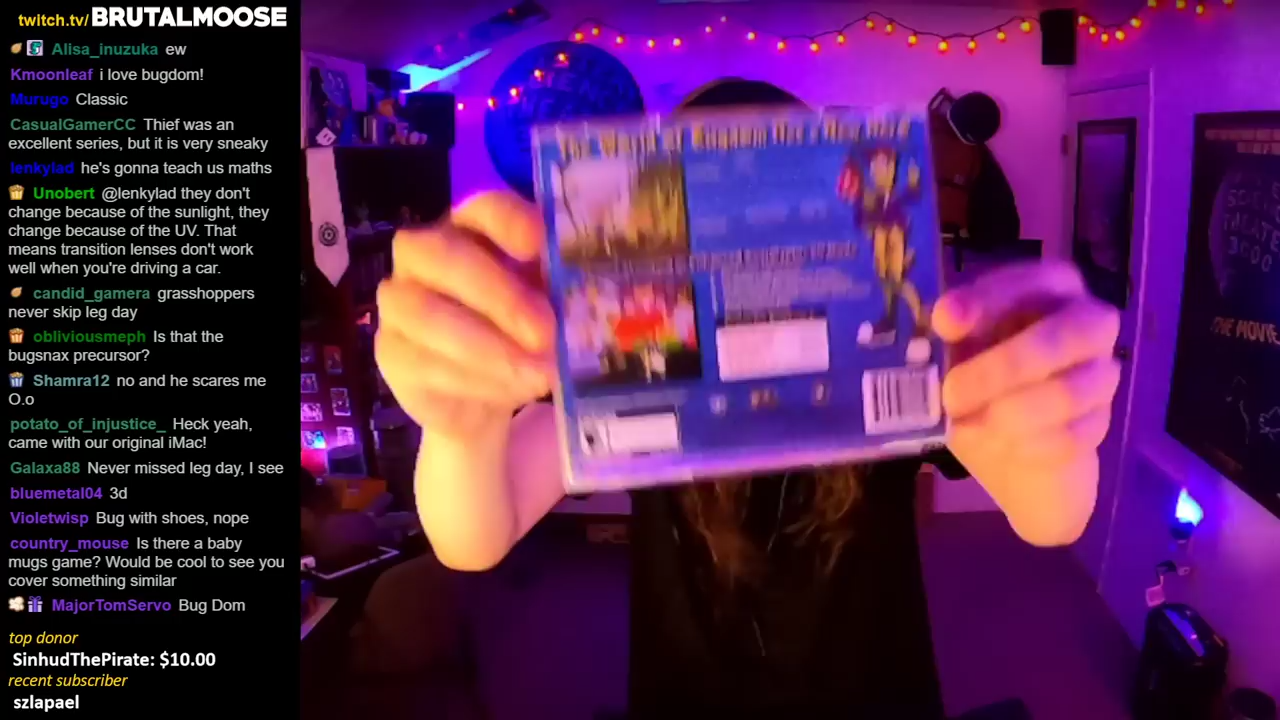 twitch.tv/BRUTALMOOSE
Alisa_inuzuka ew
Kmoonleaf i love bugdom!
Murugo Classic
CasualGamerCC Thief was an
excellent series, but it is very sneaky
lenkylad he's gonna teach us maths
Unobert @lenkylad they don't
change because of the sunlight, they
change because of the UV. That
means transition lenses don't work
well when you're driving a car.
candid_gamera grasshoppers
never skip leg day
obliviousmeph Is that the
bugsnax precursor?
Shamra12 no and he scares me
O.o
potato_of_injustice_ Heck yeah,
came with our original iMac!
Galaxa88 Never missed leg day, I see
bluemetal04 3d
Violetwisp Bug with shoes, nope
country_mouse Is there a baby
mugs game? Would be cool to see you
cover something similar
MajorTomServo Bug Dom
top donor
SinhudThePirate: $10.00
recent subscriber
szlapael
THEATER
3000
THE MOVIE